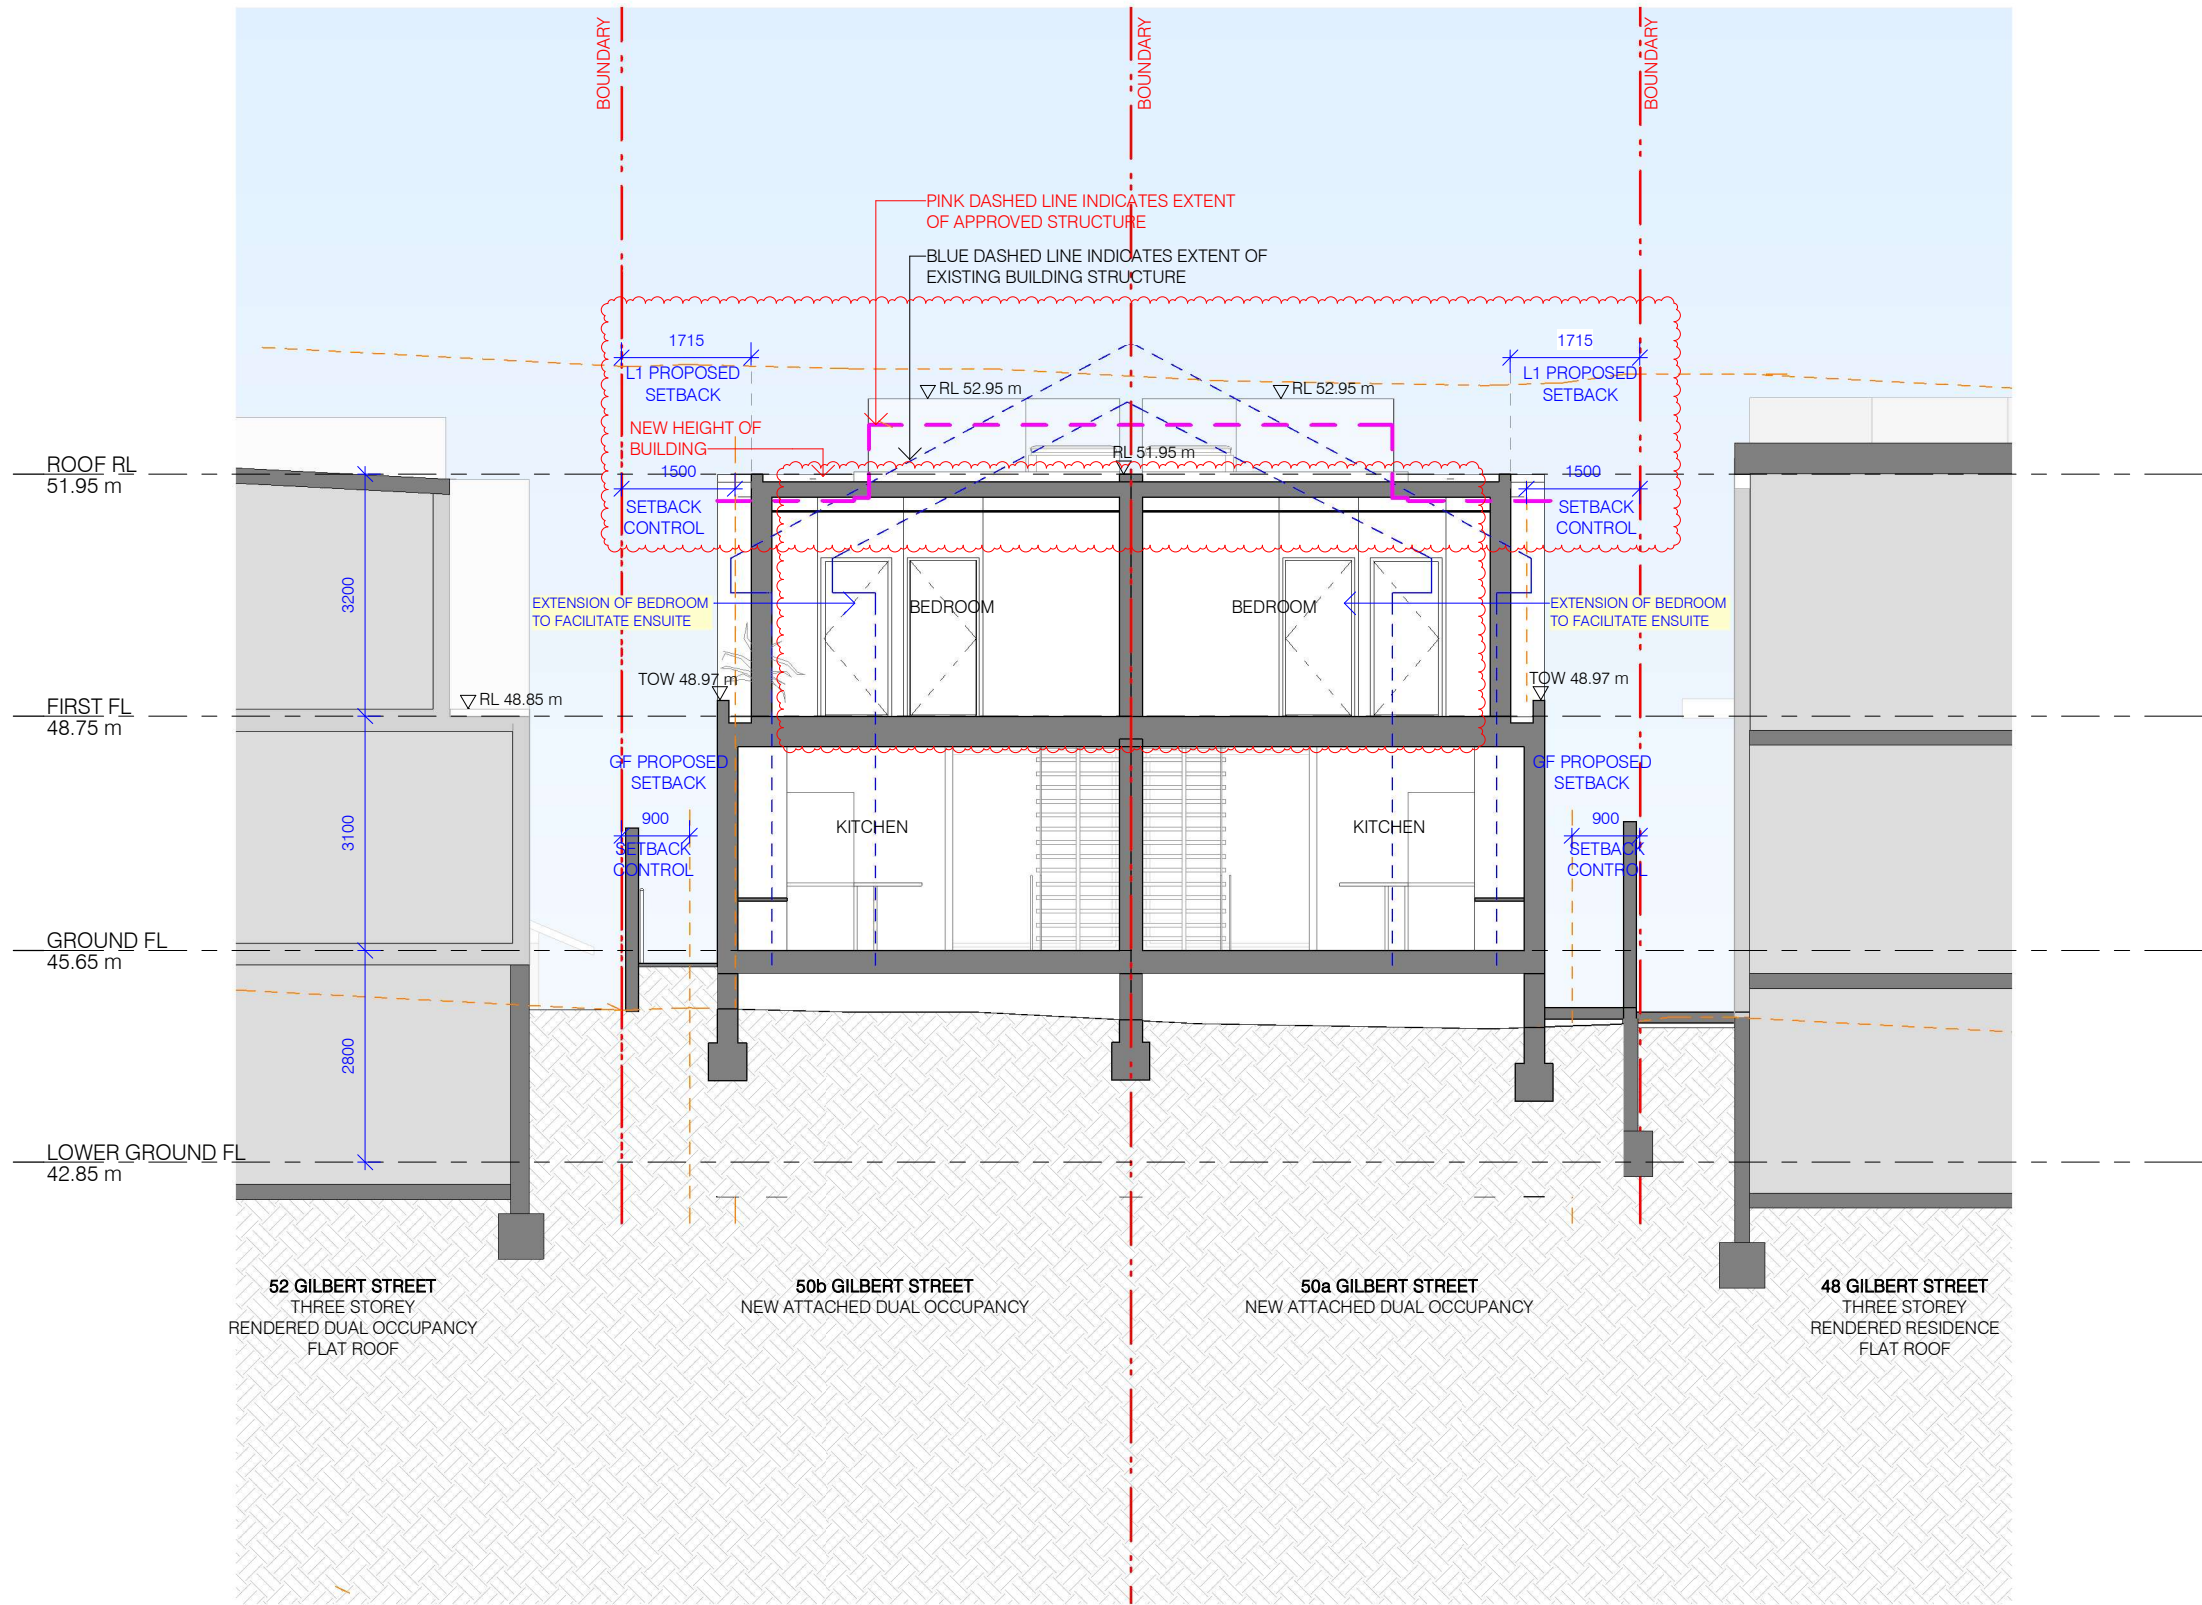 BOUNDARY
BOUNDARY
BOUNDARY
PINK DASHED LINE INDICATES EXTENT
OF APPROVED STRUCTURE
BLUE DASHED LINE INDICATES EXTENT OF
EXISTING BUILDING STRUCTURE
1715
L1 PROPOSED
SETBACK
1715
L1 PROPOSED
SETBACK
RL 52.95 m
RL 52.95 m
NEW HEIGHT OF
BUILDING
RL 51.95 m
ROOF RL
51.95 m
1500
SETBACK
CONTROL
1500
SETBACK
CONTROL
3200
EXTENSION OF BEDROOM
TO FACILITATE ENSUITE
BEDROOM
BEDROOM
EXTENSION OF BEDROOM
TO FACILITATE ENSUITE
TOW 48.97 m
TOW 48.97 m
RL 48.85 m
FIRST FL
48.75 m
GF PROPOSED
SETBACK
GF PROPOSED
SETBACK
3100
900
SETBACK
CONTROL
KITCHEN
KITCHEN
900
SETBACK
CONTROL
GROUND FL
45.65 m
2800
LOWER GROUND FL
42.85 m
52 GILBERT STREET
THREE STOREY
RENDERED DUAL OCCUPANCY
FLAT ROOF
50b GILBERT STREET
NEW ATTACHED DUAL OCCUPANCY
50a GILBERT STREET
NEW ATTACHED DUAL OCCUPANCY
48 GILBERT STREET
THREE STOREY
RENDERED RESIDENCE
FLAT ROOF